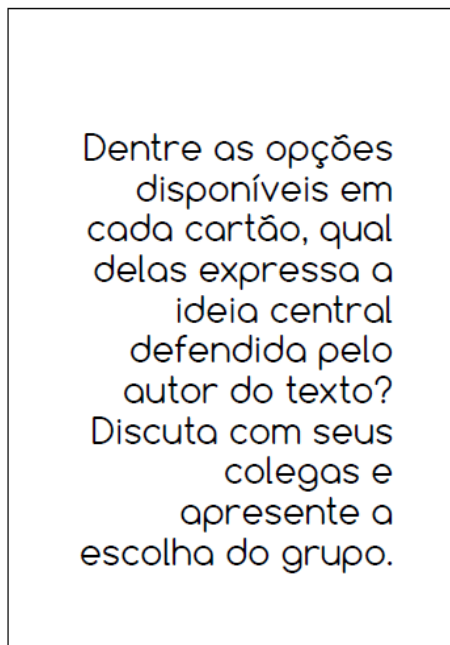 Dentre as opções
disponíveis em
cada cartão, qual
delas expressa a
ideia central
defendida pelo
autor do texto?
Discuta com seus
colegas e
apresente a
escolha do grupo.